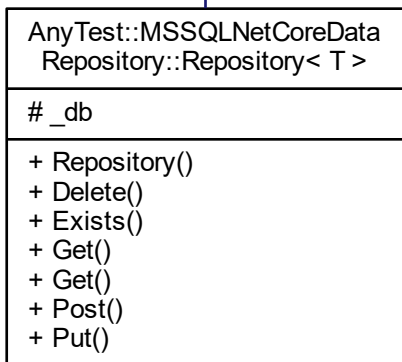 AnyTest::MSSQLNetCoreData
Repository::Repository< T >
# _db
+ Repository()
+ Delete()
+ Exists()
+ Get()
+ Get()
+ Post()
+ Put()